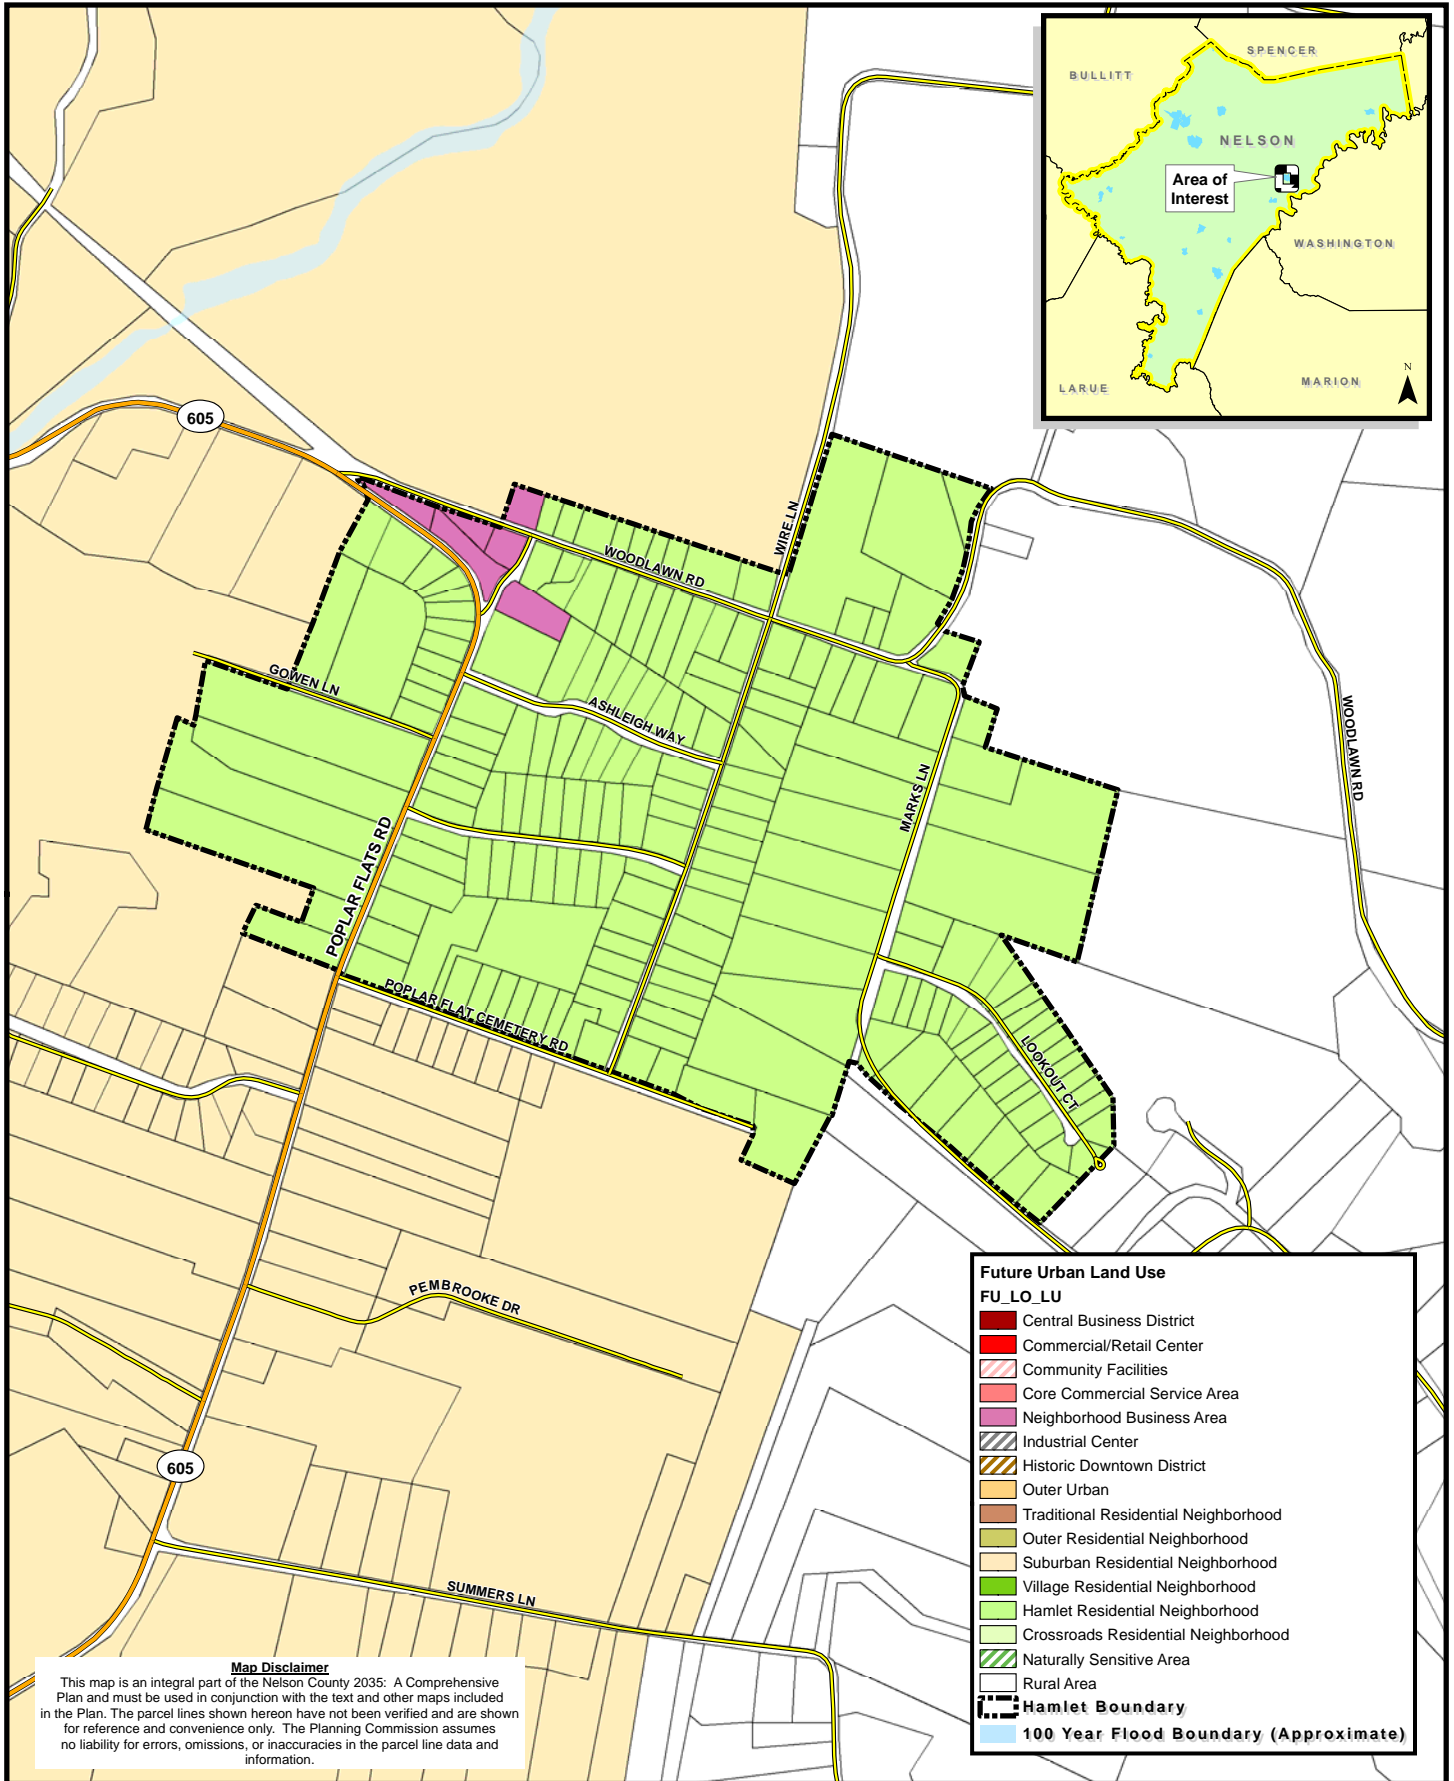 SPENCER
BULLITT
NELSON
Area of
Interest
WASHINGTON
N
LARUE
MARION
605
WIRE LN
WOODLAWN RD
GOWEN LN
ASHLEIGH WAY
WOODLAWN RD
MARKS LN
POPLAR FLATS RD
POPLAR FLAT CEMETERY RD
LOOKOUT CT
PEMBROOKE DR
605
SUMMERS LN
Future Urban Land Use
FU_LO_LU
Central Business District
Commercial/Retail Center
Community Facilities
Core Commercial Service Area
Neighborhood Business Area
Industrial Center
Historic Downtown District
Outer Urban
Traditional Residential Neighborhood
Outer Residential Neighborhood
Suburban Residential Neighborhood
Village Residential Neighborhood
Hamlet Residential Neighborhood
Crossroads Residential Neighborhood
Naturally Sensitive Area
Rural Area
Hamlet Boundary
100 Year Flood Boundary (Approximate)
Map Disclaimer
This map is an integral part of the Nelson County 2035: A Comprehensive
Plan and must be used in conjunction with the text and other maps included
in the Plan. The parcel lines shown hereon have not been verified and are shown
for reference and convenience only. The Planning Commission assumes
no liability for errors, omissions, or inaccuracies in the parcel line data and
information.